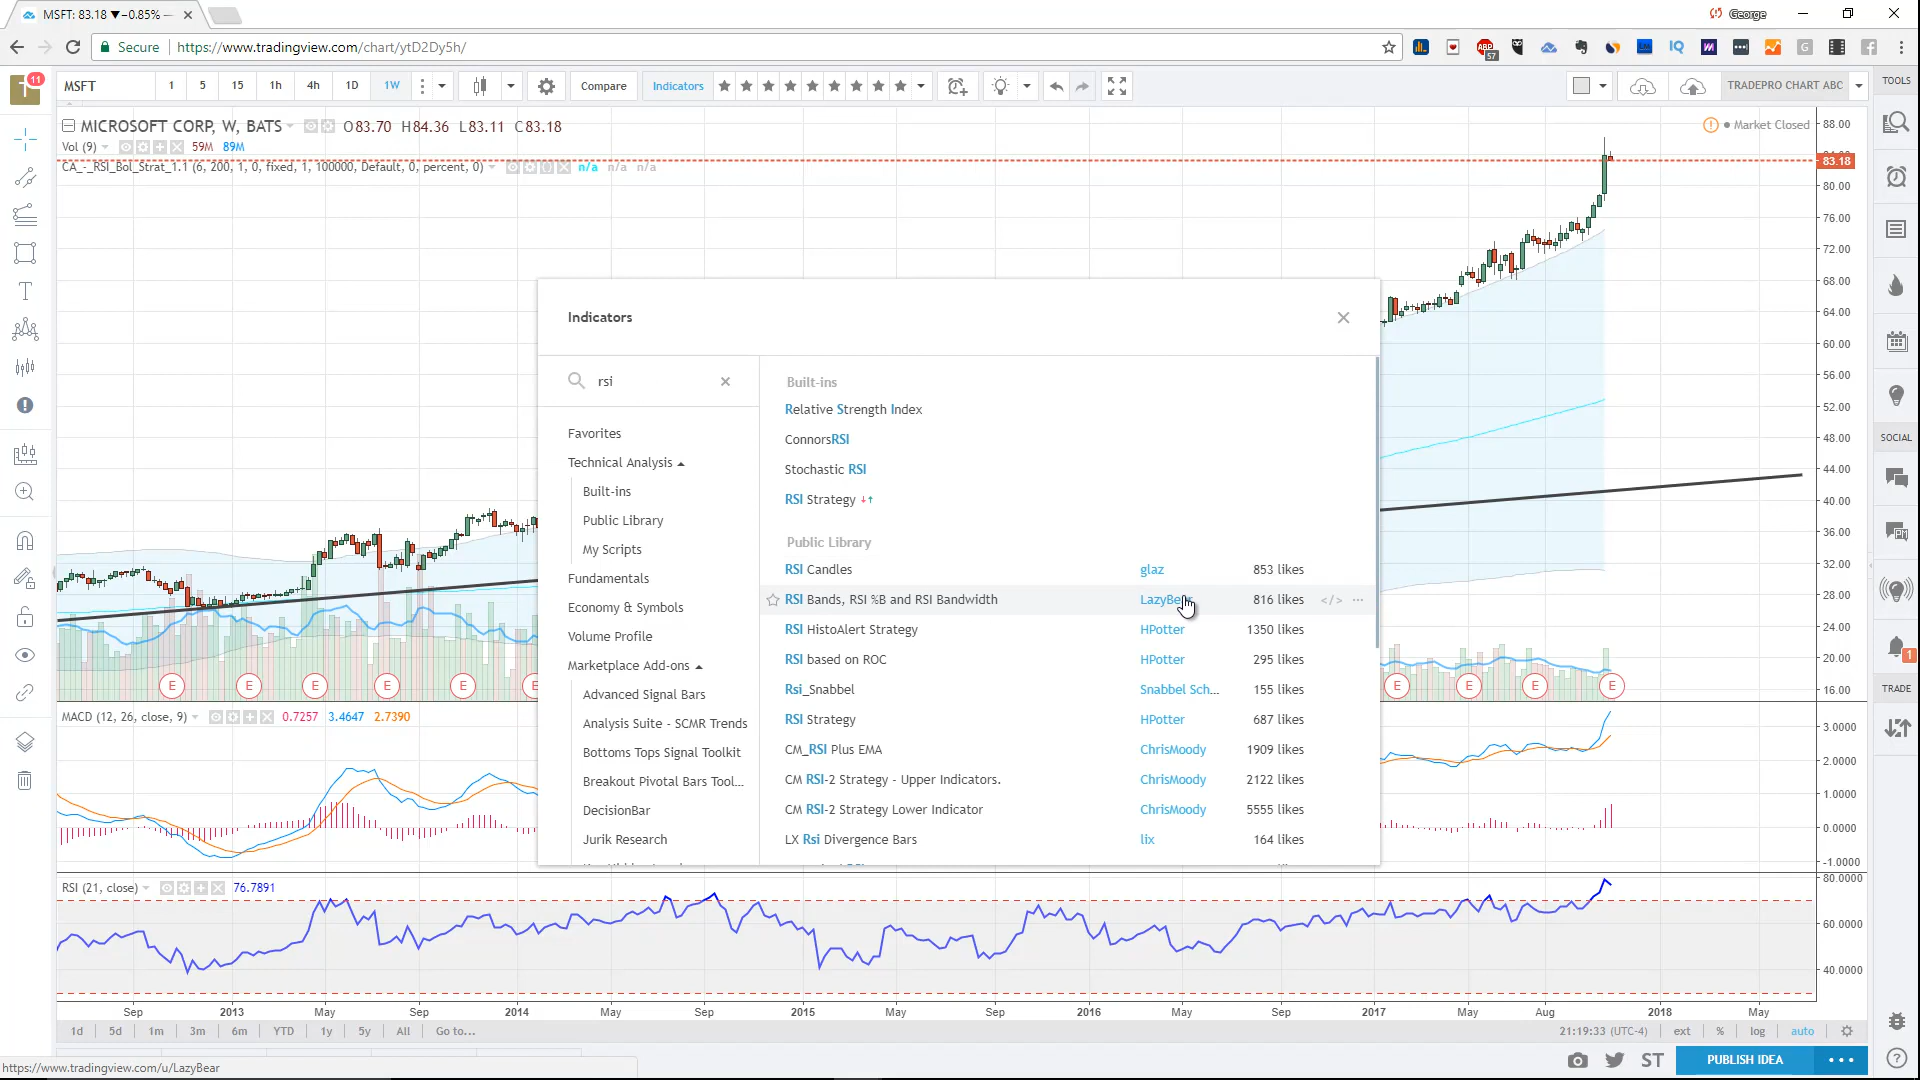 MSFT: 83.18 ▼−0.85% —
George
Secure | https://www.tradingview.com/chart/ytD2Dy5h/
ABP
57
IQ
T
11
MSFT 1 5 15 1h 4h 1D 1W Compare Indicators TRADEPRO CHART ABC
TOOLS
MICROSOFT CORP, W, BATS O83.70 H84.36 L83.11 C83.18
Market Closed
Vol (9) 59M 89M
CA_-_RSI_Bol_Strat_1.1 (6, 200, 1, 0, fixed, 1, 100000, Default, 0, percent, 0) n/a n/a n/a
88.00
83.18
80.00
76.00
72.00
68.00
64.00
60.00
56.00
52.00
48.00
44.00
40.00
36.00
32.00
28.00
24.00
20.00
16.00
Indicators
rsi
Favorites
Technical Analysis
Built-ins
Public Library
My Scripts
Fundamentals
Economy & Symbols
Volume Profile
Marketplace Add-ons
Advanced Signal Bars
Analysis Suite - SCMR Trends
Bottoms Tops Signal Toolkit
Breakout Pivotal Bars Tool...
DecisionBar
Jurik Research
Built-ins
Relative Strength Index
ConnorsRSI
Stochastic RSI
RSI Strategy
Public Library
RSI Candles glaz 853 likes
RSI Bands, RSI %B and RSI Bandwidth LazyBear 816 likes </> ...
RSI HistoAlert Strategy HPotter 1350 likes
RSI based on ROC HPotter 295 likes
Rsi_Snabbel Snabbel Sch... 155 likes
RSI Strategy HPotter 687 likes
CM_RSI Plus EMA ChrisMoody 1909 likes
CM RSI-2 Strategy - Upper Indicators. ChrisMoody 2122 likes
CM RSI-2 Strategy Lower Indicator ChrisMoody 5555 likes
LX Rsi Divergence Bars lix 164 likes
SOCIAL
1
TRADE
E E E E E E E E E E
MACD (12, 26, close, 9) 0.7257 3.4647 2.7390
3.0000
2.0000
1.0000
0.0000
-1.0000
RSI (21, close) 76.7891
80.0000
60.0000
40.0000
Sep 2013 May Sep 2014 May Sep 2015 May Sep 2016 May Sep 2017 May Aug 2018 May
1d 5d 1m 3m 6m YTD 1y 5y All Go to... 21:19:33 (UTC-4) ext % log auto
ST PUBLISH IDEA ...
https://www.tradingview.com/u/LazyBear